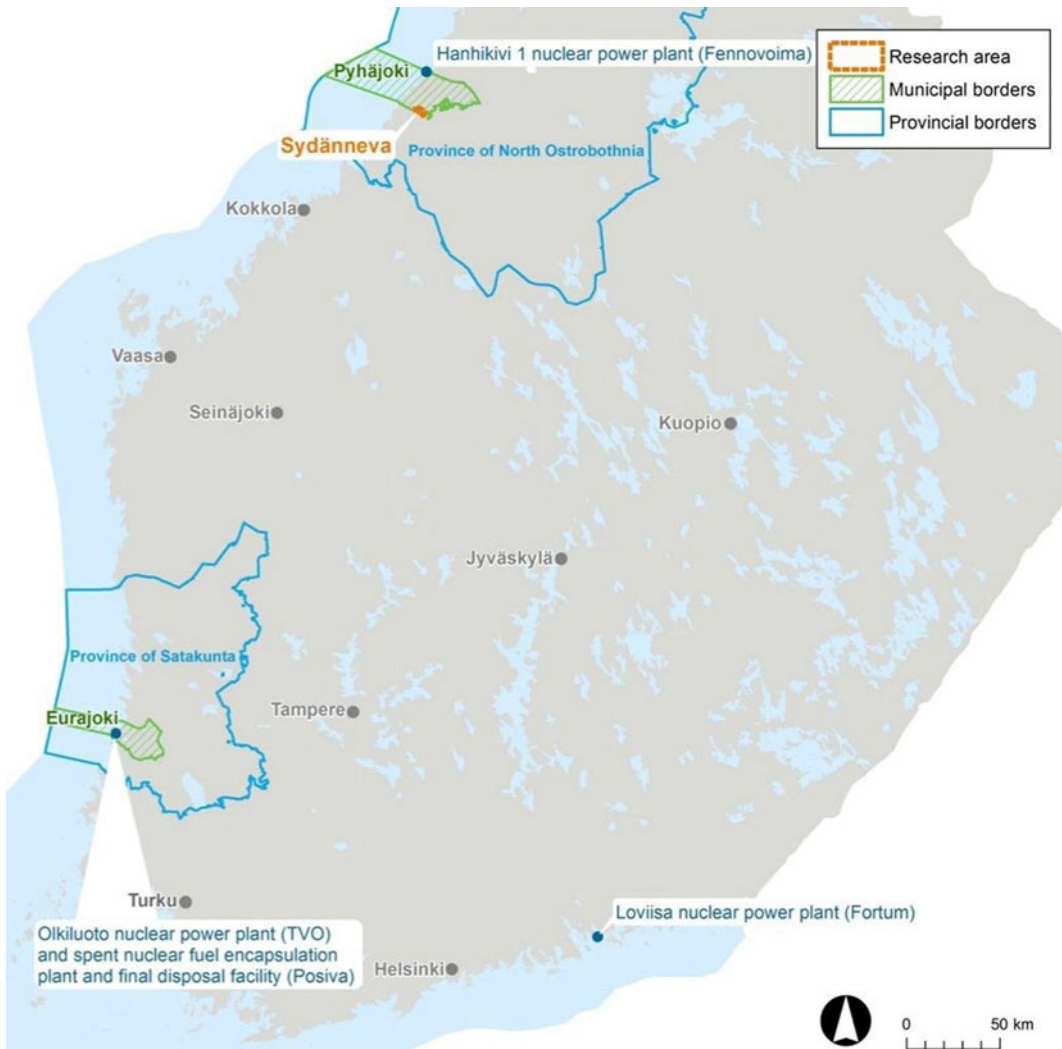 Hanhikivi 1 nuclear power plant (Fennovoima)
Research area
Municipal borders
Provincial borders
Pyhäjoki
Sydänneva
Province of North Ostrobothnia
Kokkola
Vaasa
Seinäjoki
Kuopio
Jyväskylä
Province of Satakunta
Eurajoki
Tampere
Turku
Loviisa nuclear power plant (Fortum)
Olkiluoto nuclear power plant (TVO)
and spent nuclear fuel encapsulation
plant and final disposal facility (Posiva)
Helsinki
0 50 km